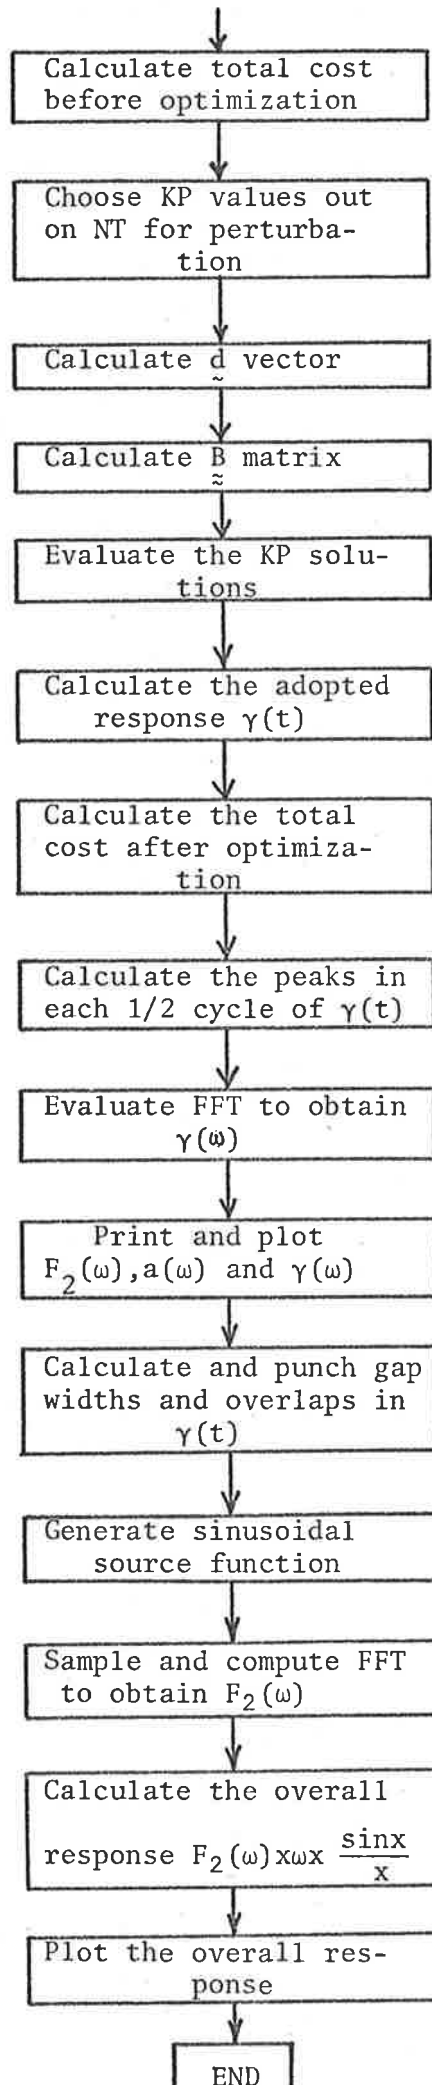 Calculate total cost
before optimization
Choose KP values out
on NT for perturba-
tion
Calculate d̰ vector
Calculate B̰̰ matrix
Evaluate the KP solu-
tions
Calculate the adopted
response γ(t)
Calculate the total
cost after optimiza-
tion
Calculate the peaks in
each 1/2 cycle of γ(t)
Evaluate FFT to obtain
γ(ω)
Print and plot
F₂(ω),a(ω) and γ(ω)
Calculate and punch gap
widths and overlaps in
γ(t)
Generate sinusoidal
source function
Sample and compute FFT
to obtain F₂(ω)
Calculate the overall
response F₂(ω)xωx sinx/x
Plot the overall res-
ponse
END